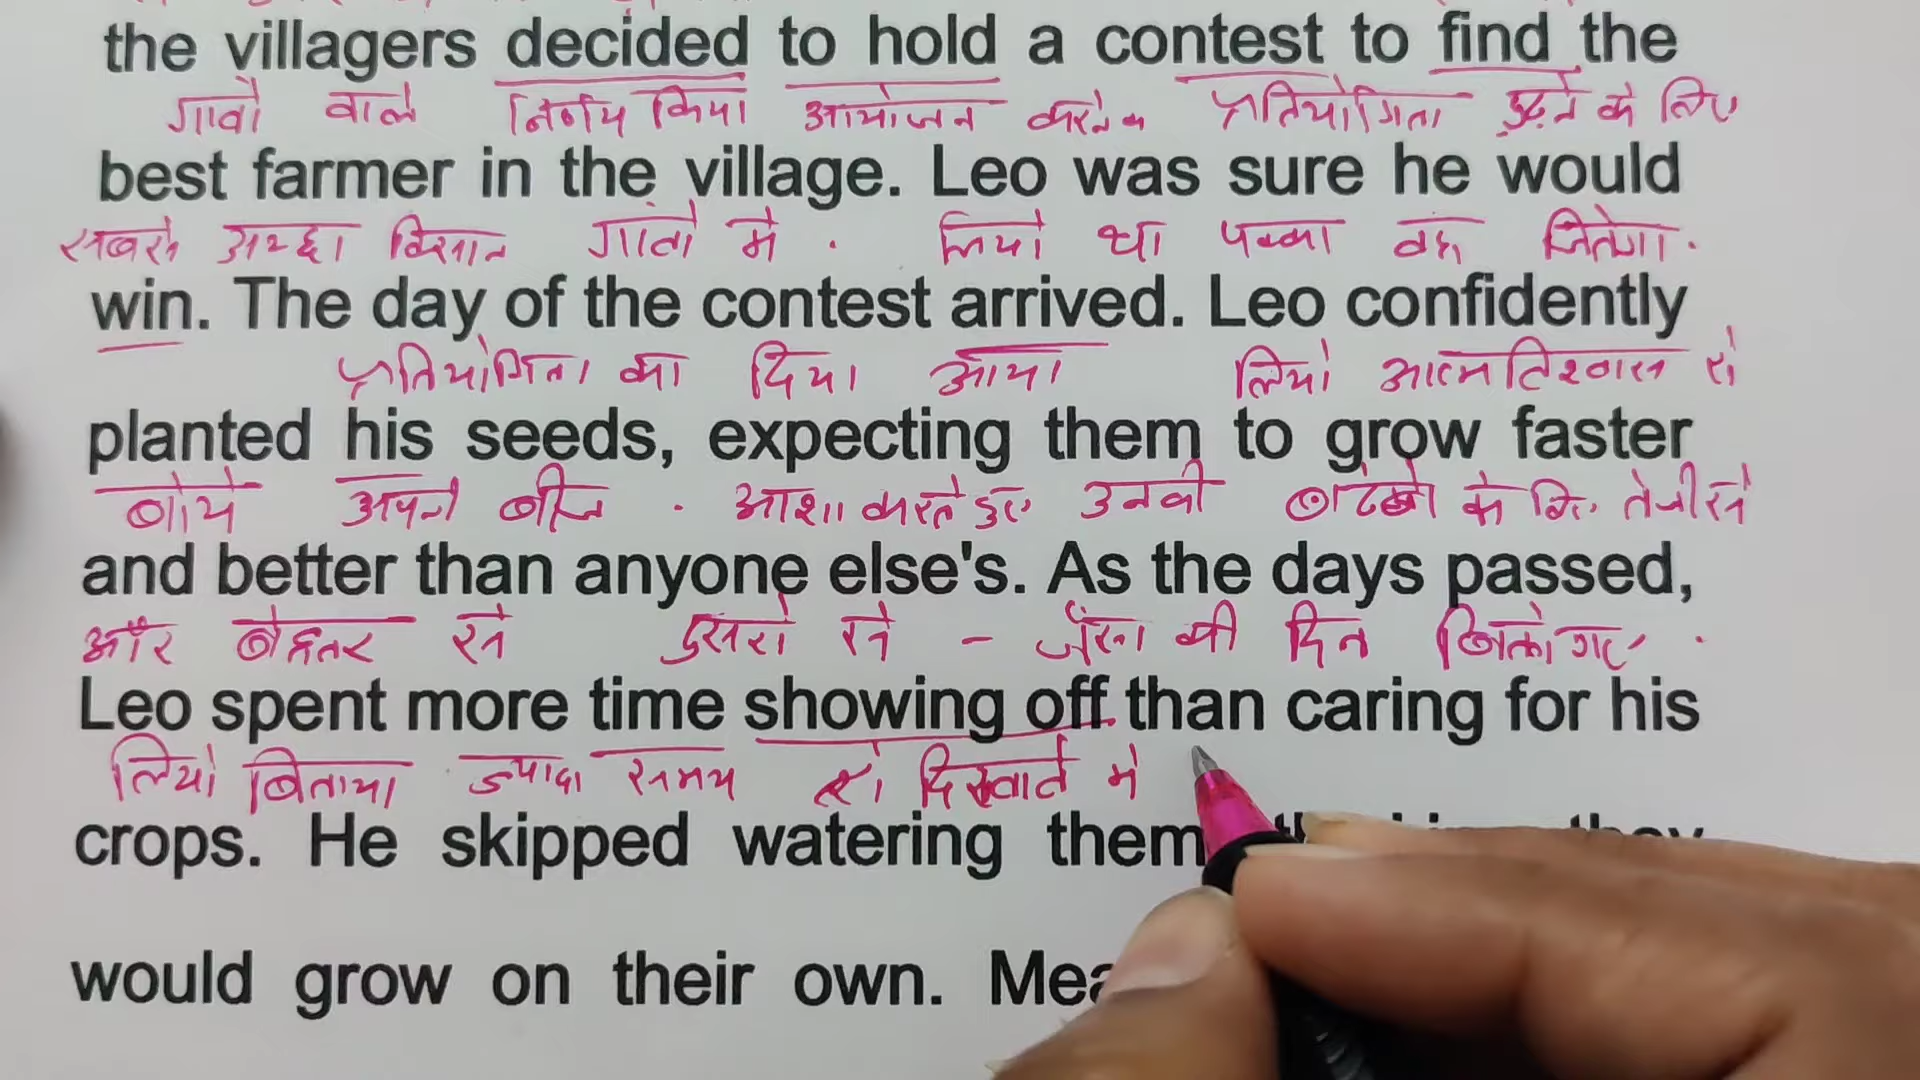 the villagers decided to hold a contest to find the
गावों वाले निर्णय किया आयोजन करने क प्रतियोगिता ढुढ़ने के लिए
best farmer in the village. Leo was sure he would
सबसे अच्छा किसान गांवों मे . लियो था पक्का वह जितेगा .
win. The day of the contest arrived. Leo confidently
प्रतियोगिता का दिया आया लियो आत्मविश्वास से
planted his seeds, expecting them to grow faster
बोये अपने बीज . आशा करते हुए उनकी के लिए तेजी से
and better than anyone else's. As the days passed,
और बेहतर से दुसरो से - जैसे की दिन गए .
Leo spent more time showing off than caring for his
लियो बिताया ज्यादा समय दिखावे मे
crops. He skipped watering them they
would grow on their own.